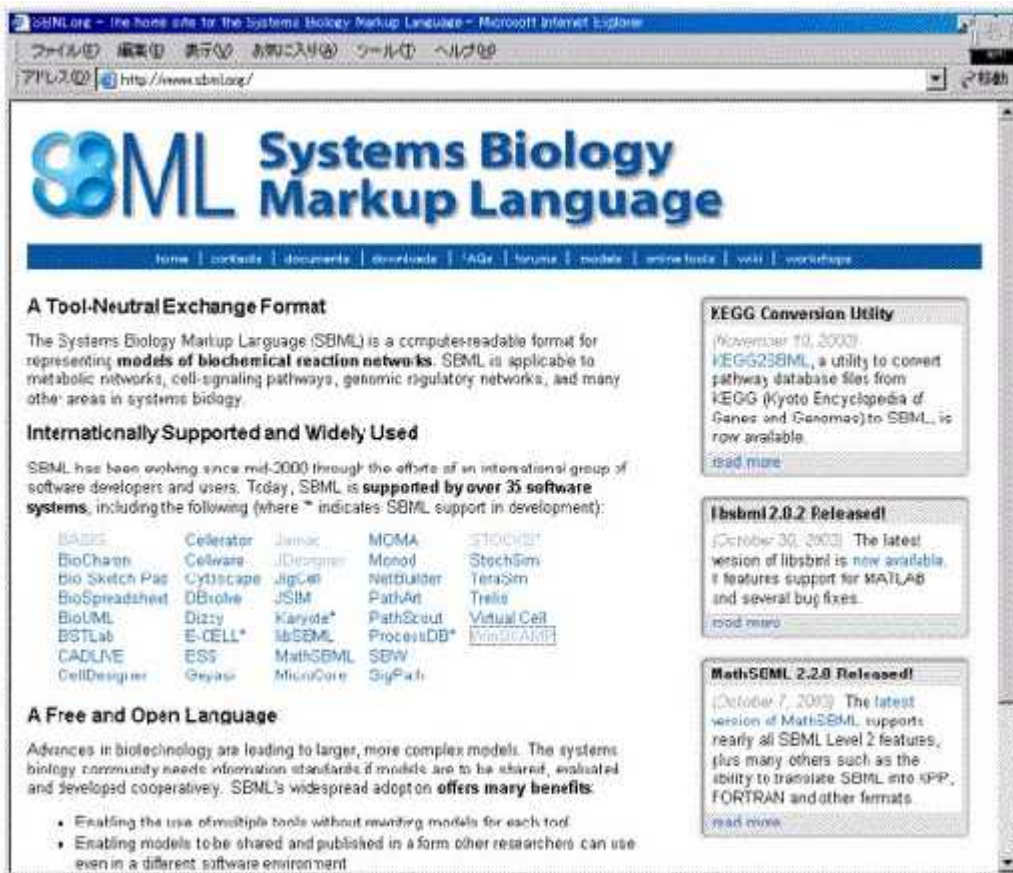 SBML.org - the home site for the Systems Biology Markup Language - Microsoft Internet Explorer
ファイル(F) 編集(E) 表示(V) お気に入り(A) ツール(T) ヘルプ(H)
アドレス(D) http://www.sbml.org/ 移動
SBML Systems Biology
Markup Language
home | contacts | documents | downloads | FAQs | forums | models | online tools | wiki | workshops
A Tool-Neutral Exchange Format
The Systems Biology Markup Language (SBML) is a computer-readable format for
representing models of biochemical reaction networks. SBML is applicable to
metabolic networks, cell-signaling pathways, genomic regulatory networks, and many
other areas in systems biology.
Internationally Supported and Widely Used
SBML has been evolving since mid-2000 through the efforts of an international group of
software developers and users. Today, SBML is supported by over 35 software
systems, including the following (where * indicates SBML support in development):
BASIS Cellerator Jarnac MOMA STOCKS*
BioCharon Cellware JDesigner Monod StochSim
Bio Sketch Pad Cytoscape JigCell NetBuilder TeraSim
BioSpreadsheet DBsolve JSIM PathArt Trelis
BioUML Dizzy Karyote* PathScout Virtual Cell
BSTLab E-CELL* libSBML ProcessDB* WinSCAMP
CADLIVE ESS MathSBML SBW
CellDesigner Gepasi MicroCore SigPath
A Free and Open Language
Advances in biotechnology are leading to larger, more complex models. The systems
biology community needs information standards if models are to be shared, evaluated
and developed cooperatively. SBML's widespread adoption offers many benefits:
• Enabling the use of multiple tools without rewriting models for each tool
• Enabling models to be shared and published in a form other researchers can use
even in a different software environment
KEGG Conversion Utility
(November 10, 2003)
KEGG2SBML, a utility to convert
pathway database files from
KEGG (Kyoto Encyclopedia of
Genes and Genomes) to SBML, is
now available.
read more
libsbml 2.0.2 Released!
(October 30, 2003) The latest
version of libsbml is now available.
It features support for MATLAB
and several bug fixes.
read more
MathSBML 2.2.0 Released!
(October 7, 2003) The latest
version of MathSBML supports
nearly all SBML Level 2 features,
plus many others such as the
ability to translate SBML into XPP,
FORTRAN and other formats.
read more